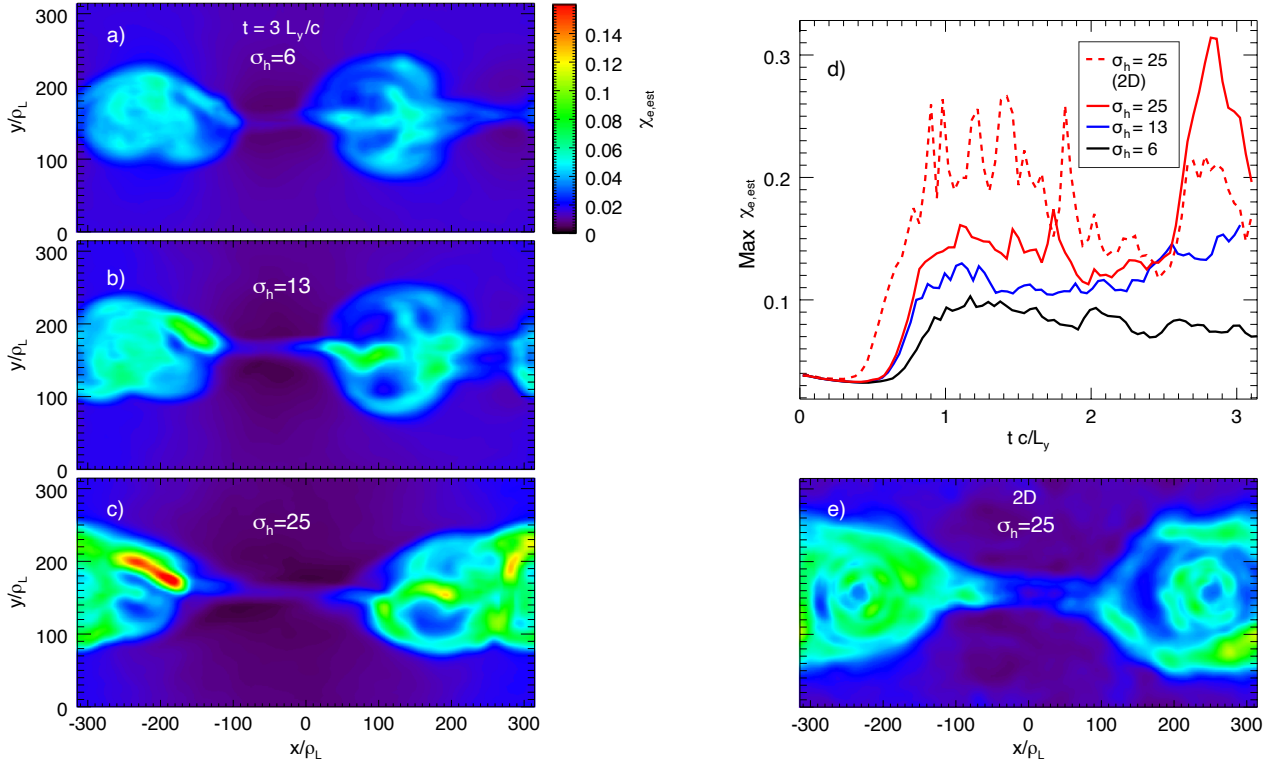 a)
t = 3 L_y/c
σ_h=6
y/ρ_L
0
100
200
300
0
0.02
0.04
0.06
0.08
0.10
0.12
0.14
χ_e,est
b)
σ_h=13
y/ρ_L
0
100
200
300
c)
σ_h=25
y/ρ_L
0
100
200
300
-300
-200
-100
0
100
200
300
x/ρ_L
d)
σ_h= 25
(2D)
σ_h= 25
σ_h= 13
σ_h= 6
Max χ_e,est
0.1
0.2
0.3
0
1
2
3
t c/L_y
e)
2D
σ_h=25
-300
-200
-100
0
100
200
300
x/ρ_L